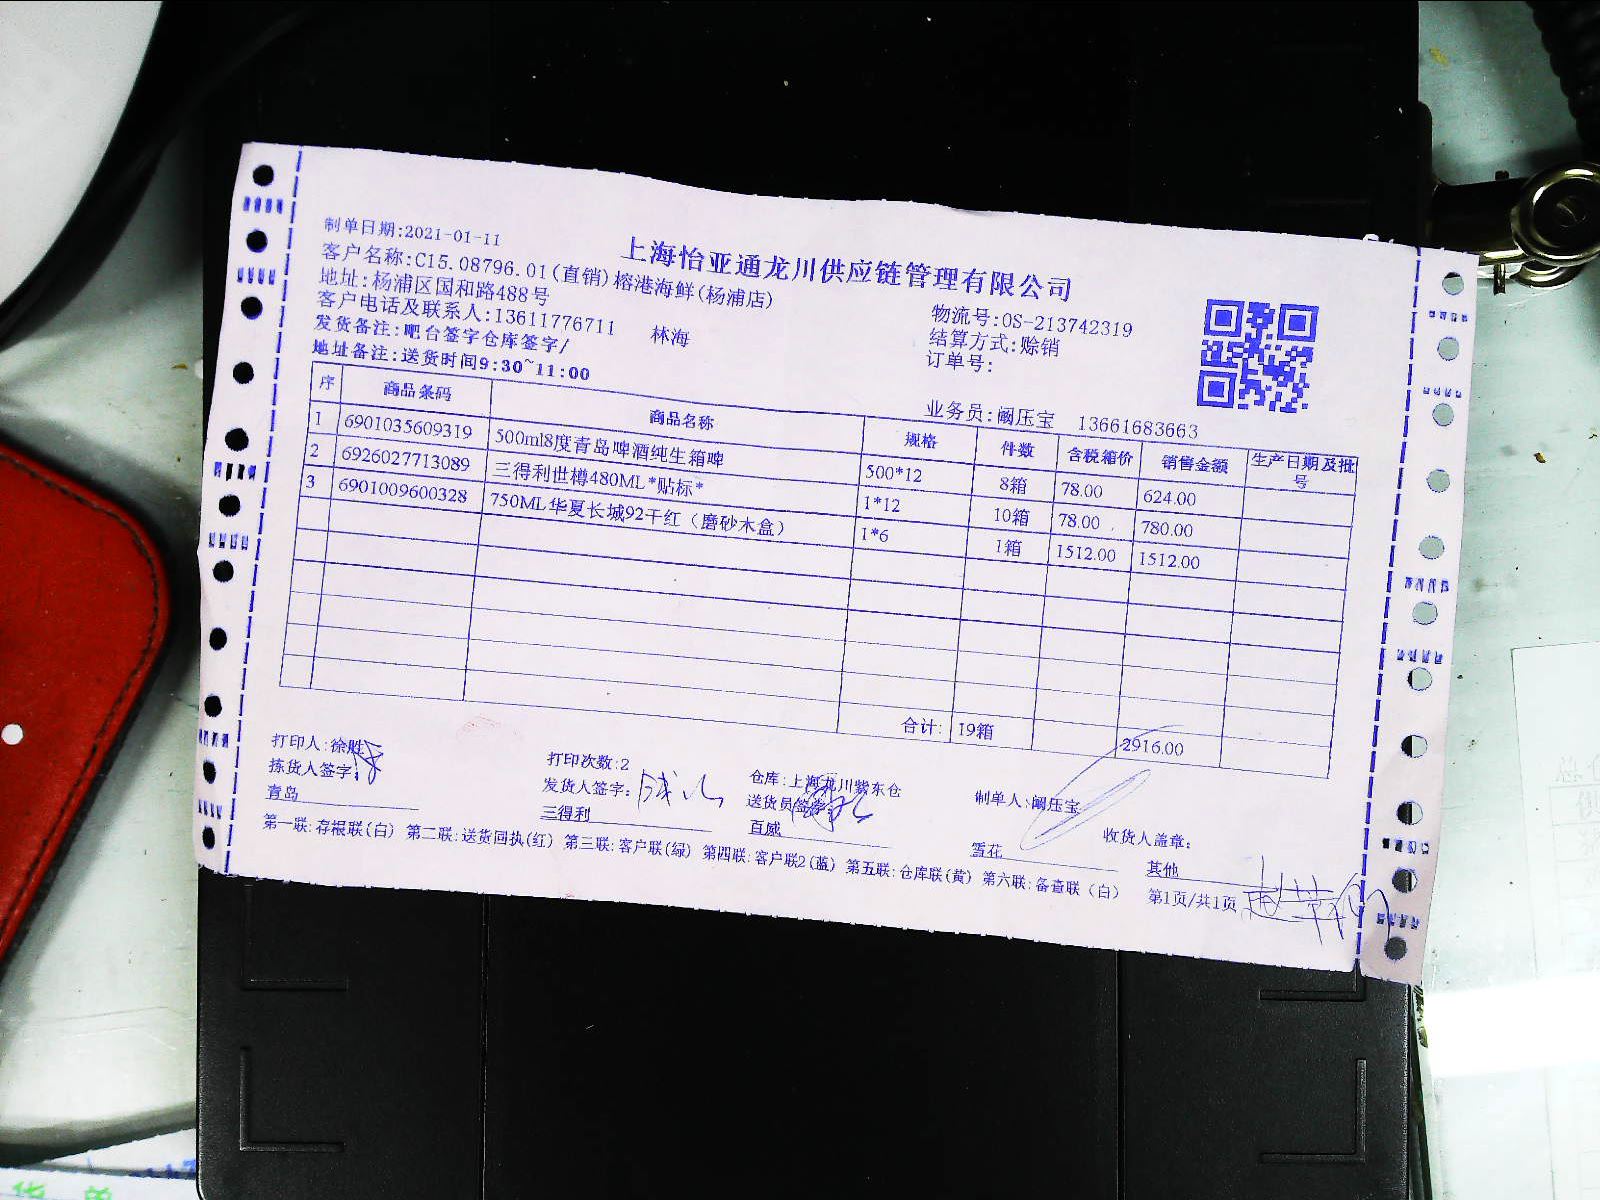 制单日期:2021-01-11
上海怡亚通龙川供应链管理有限公司
客户名称:C15.08796.01(直销)榕港海鲜(杨浦店)
地址:杨浦区国和路488号
客户电话及联系人:13611776711 林海
发货备注:吧台签字仓库签字/
地址备注:送货时间9:30~11:00
物流号:OS-213742319
结算方式:赊销
订单号:
业务员:阚压宝 13661683663
序 商品条码 商品名称 规格 件数 含税箱价 销售金额 生产日期及批号
1 6901035609319 500ml8度青岛啤酒纯生箱啤 500*12 8箱 78.00 624.00
2 6926027713089 三得利世樽480ML*贴标* 1*12 10箱 78.00 780.00
3 6901009600328 750ML华夏长城92干红（磨砂木盒） 1*6 1箱 1512.00 1512.00
合计: 19箱 2916.00
打印人:徐胜 打印次数:2 仓库:上海龙川紫东仓 制单人:阚压宝 收货人盖章:
拣货人签字: 发货人签字: 送货员签字:
青岛 三得利 百威 雪花 其他
第一联:存根联(白) 第二联:送货回执(红) 第三联:客户联(绿) 第四联:客户联2(蓝) 第五联:仓库联(黄) 第六联:备查联（白） 第1页/共1页